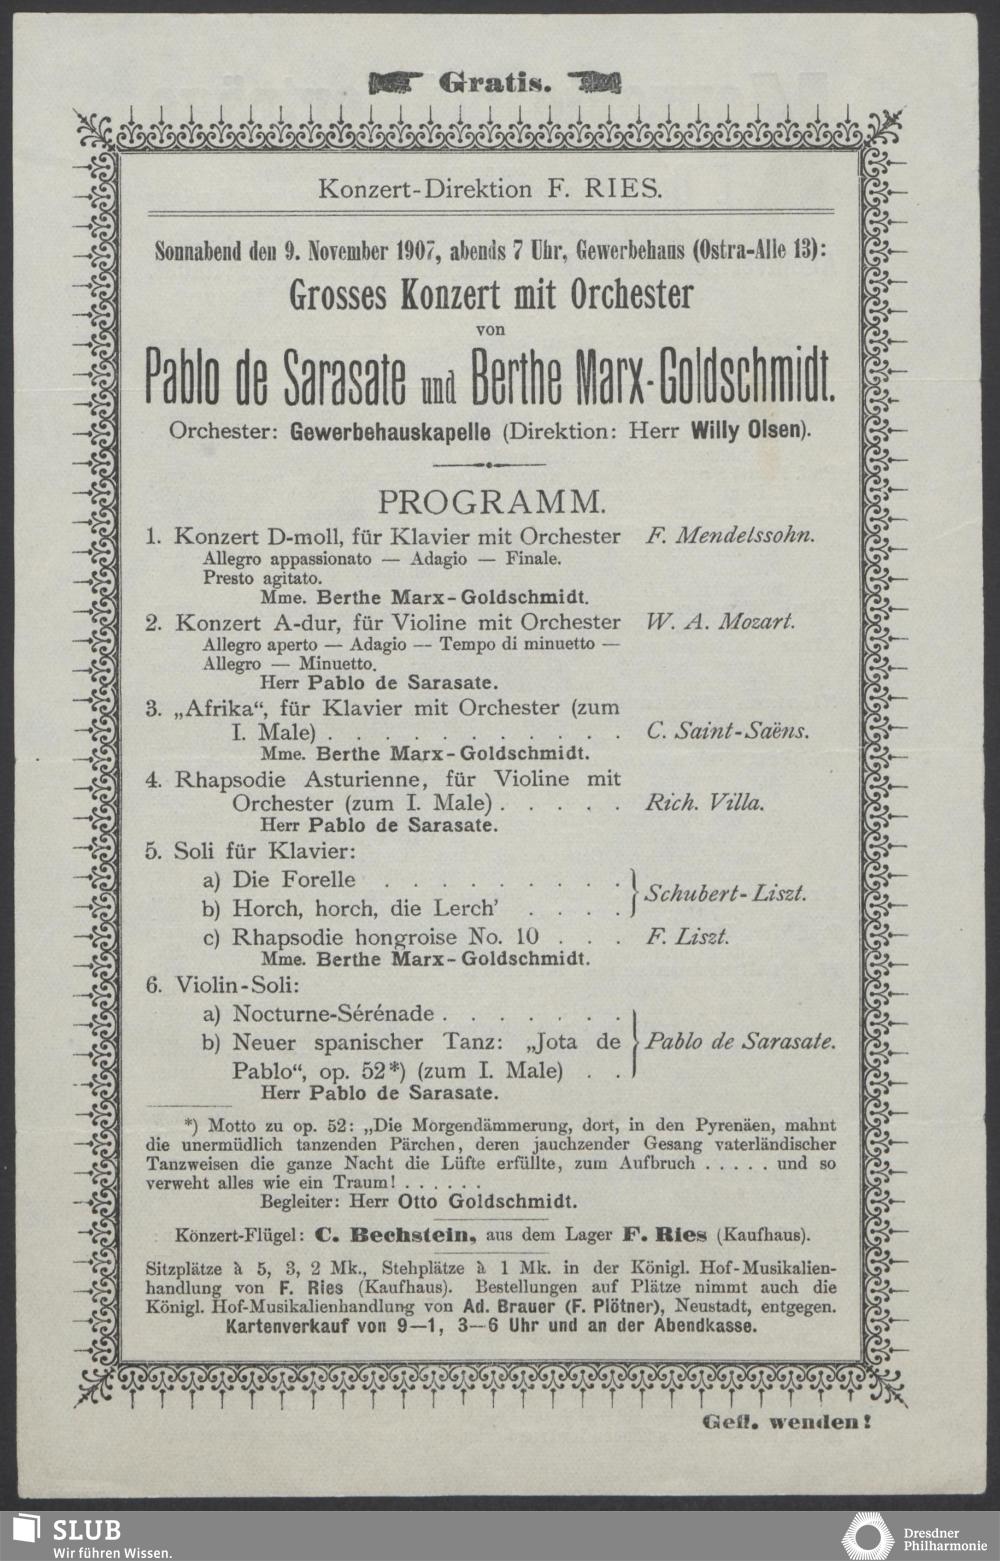 Gratis.
Konzert-Direktion F. RIES.
Sonnabend den 9. November 1907, abends 7 Uhr, Gewerbehaus (Ostra-Alle 13):
Grosses Konzert mit Orchester
von
Pablo de Sarasate und Berthe Marx-Goldschmidt.
Orchester: Gewerbehauskapelle (Direktion: Herr Willy Olsen).
PROGRAMM.
1. Konzert D-moll, für Klavier mit Orchester F. Mendelssohn.
Allegro appassionato — Adagio — Finale.
Presto agitato.
Mme. Berthe Marx-Goldschmidt.
2. Konzert A-dur, für Violine mit Orchester W. A. Mozart.
Allegro aperto — Adagio — Tempo di minuetto —
Allegro — Minuetto.
Herr Pablo de Sarasate.
3. „Afrika“, für Klavier mit Orchester (zum
I. Male) . . . . . . . . . . . . C. Saint-Saëns.
Mme. Berthe Marx-Goldschmidt.
4. Rhapsodie Asturienne, für Violine mit
Orchester (zum I. Male) . . . . . Rich. Villa.
Herr Pablo de Sarasate.
5. Soli für Klavier:
a) Die Forelle . . . . . . . . .
Schubert-Liszt.
b) Horch, horch, die Lerch’ . . . .
c) Rhapsodie hongroise No. 10 . . . F. Liszt.
Mme. Berthe Marx-Goldschmidt.
6. Violin-Soli:
a) Nocturne-Sérénade . . . . . . .
b) Neuer spanischer Tanz: „Jota de Pablo de Sarasate.
Pablo“, op. 52*) (zum I. Male) . .
Herr Pablo de Sarasate.
*) Motto zu op. 52: „Die Morgendämmerung, dort, in den Pyrenäen, mahnt
die unermüdlich tanzenden Pärchen, deren jauchzender Gesang vaterländischer
Tanzweisen die ganze Nacht die Lüfte erfüllte, zum Aufbruch . . . . . und so
verweht alles wie ein Traum! . . . . . .
Begleiter: Herr Otto Goldschmidt.
Konzert-Flügel: C. Bechstein, aus dem Lager F. Ries (Kaufhaus).
Sitzplätze à 5, 3, 2 Mk., Stehplätze à 1 Mk. in der Königl. Hof-Musikalien-
handlung von F. Ries (Kaufhaus). Bestellungen auf Plätze nimmt auch die
Königl. Hof-Musikalienhandlung von Ad. Brauer (F. Plötner), Neustadt, entgegen.
Kartenverkauf von 9—1, 3—6 Uhr und an der Abendkasse.
Gefl. wenden!
SLUB
Wir führen Wissen.
Dresdner
Philharmonie